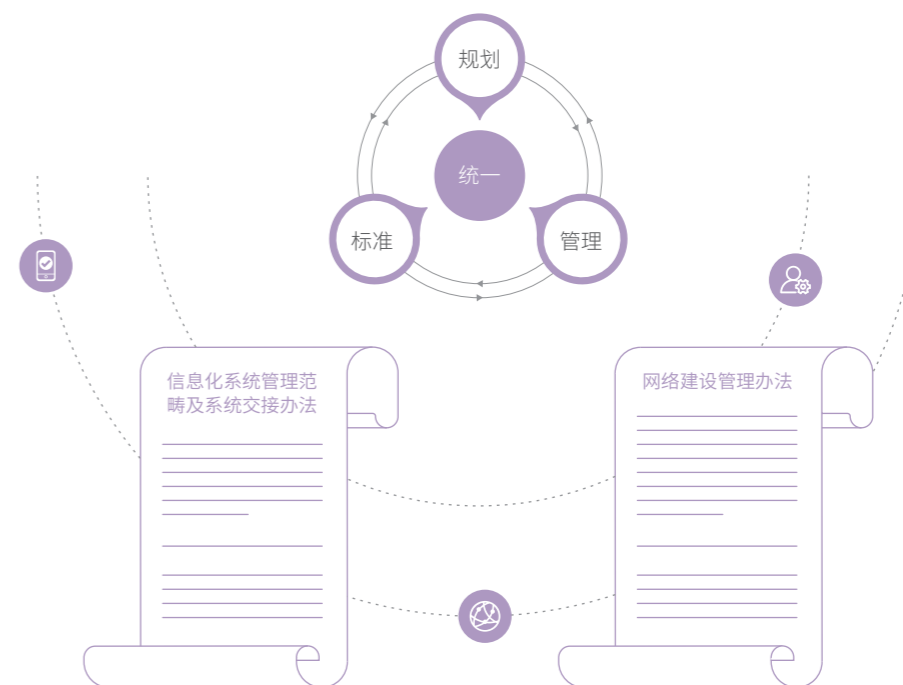 规划
统一
标准
管理
信息化系统管理范
畴及系统交接办法
网络建设管理办法